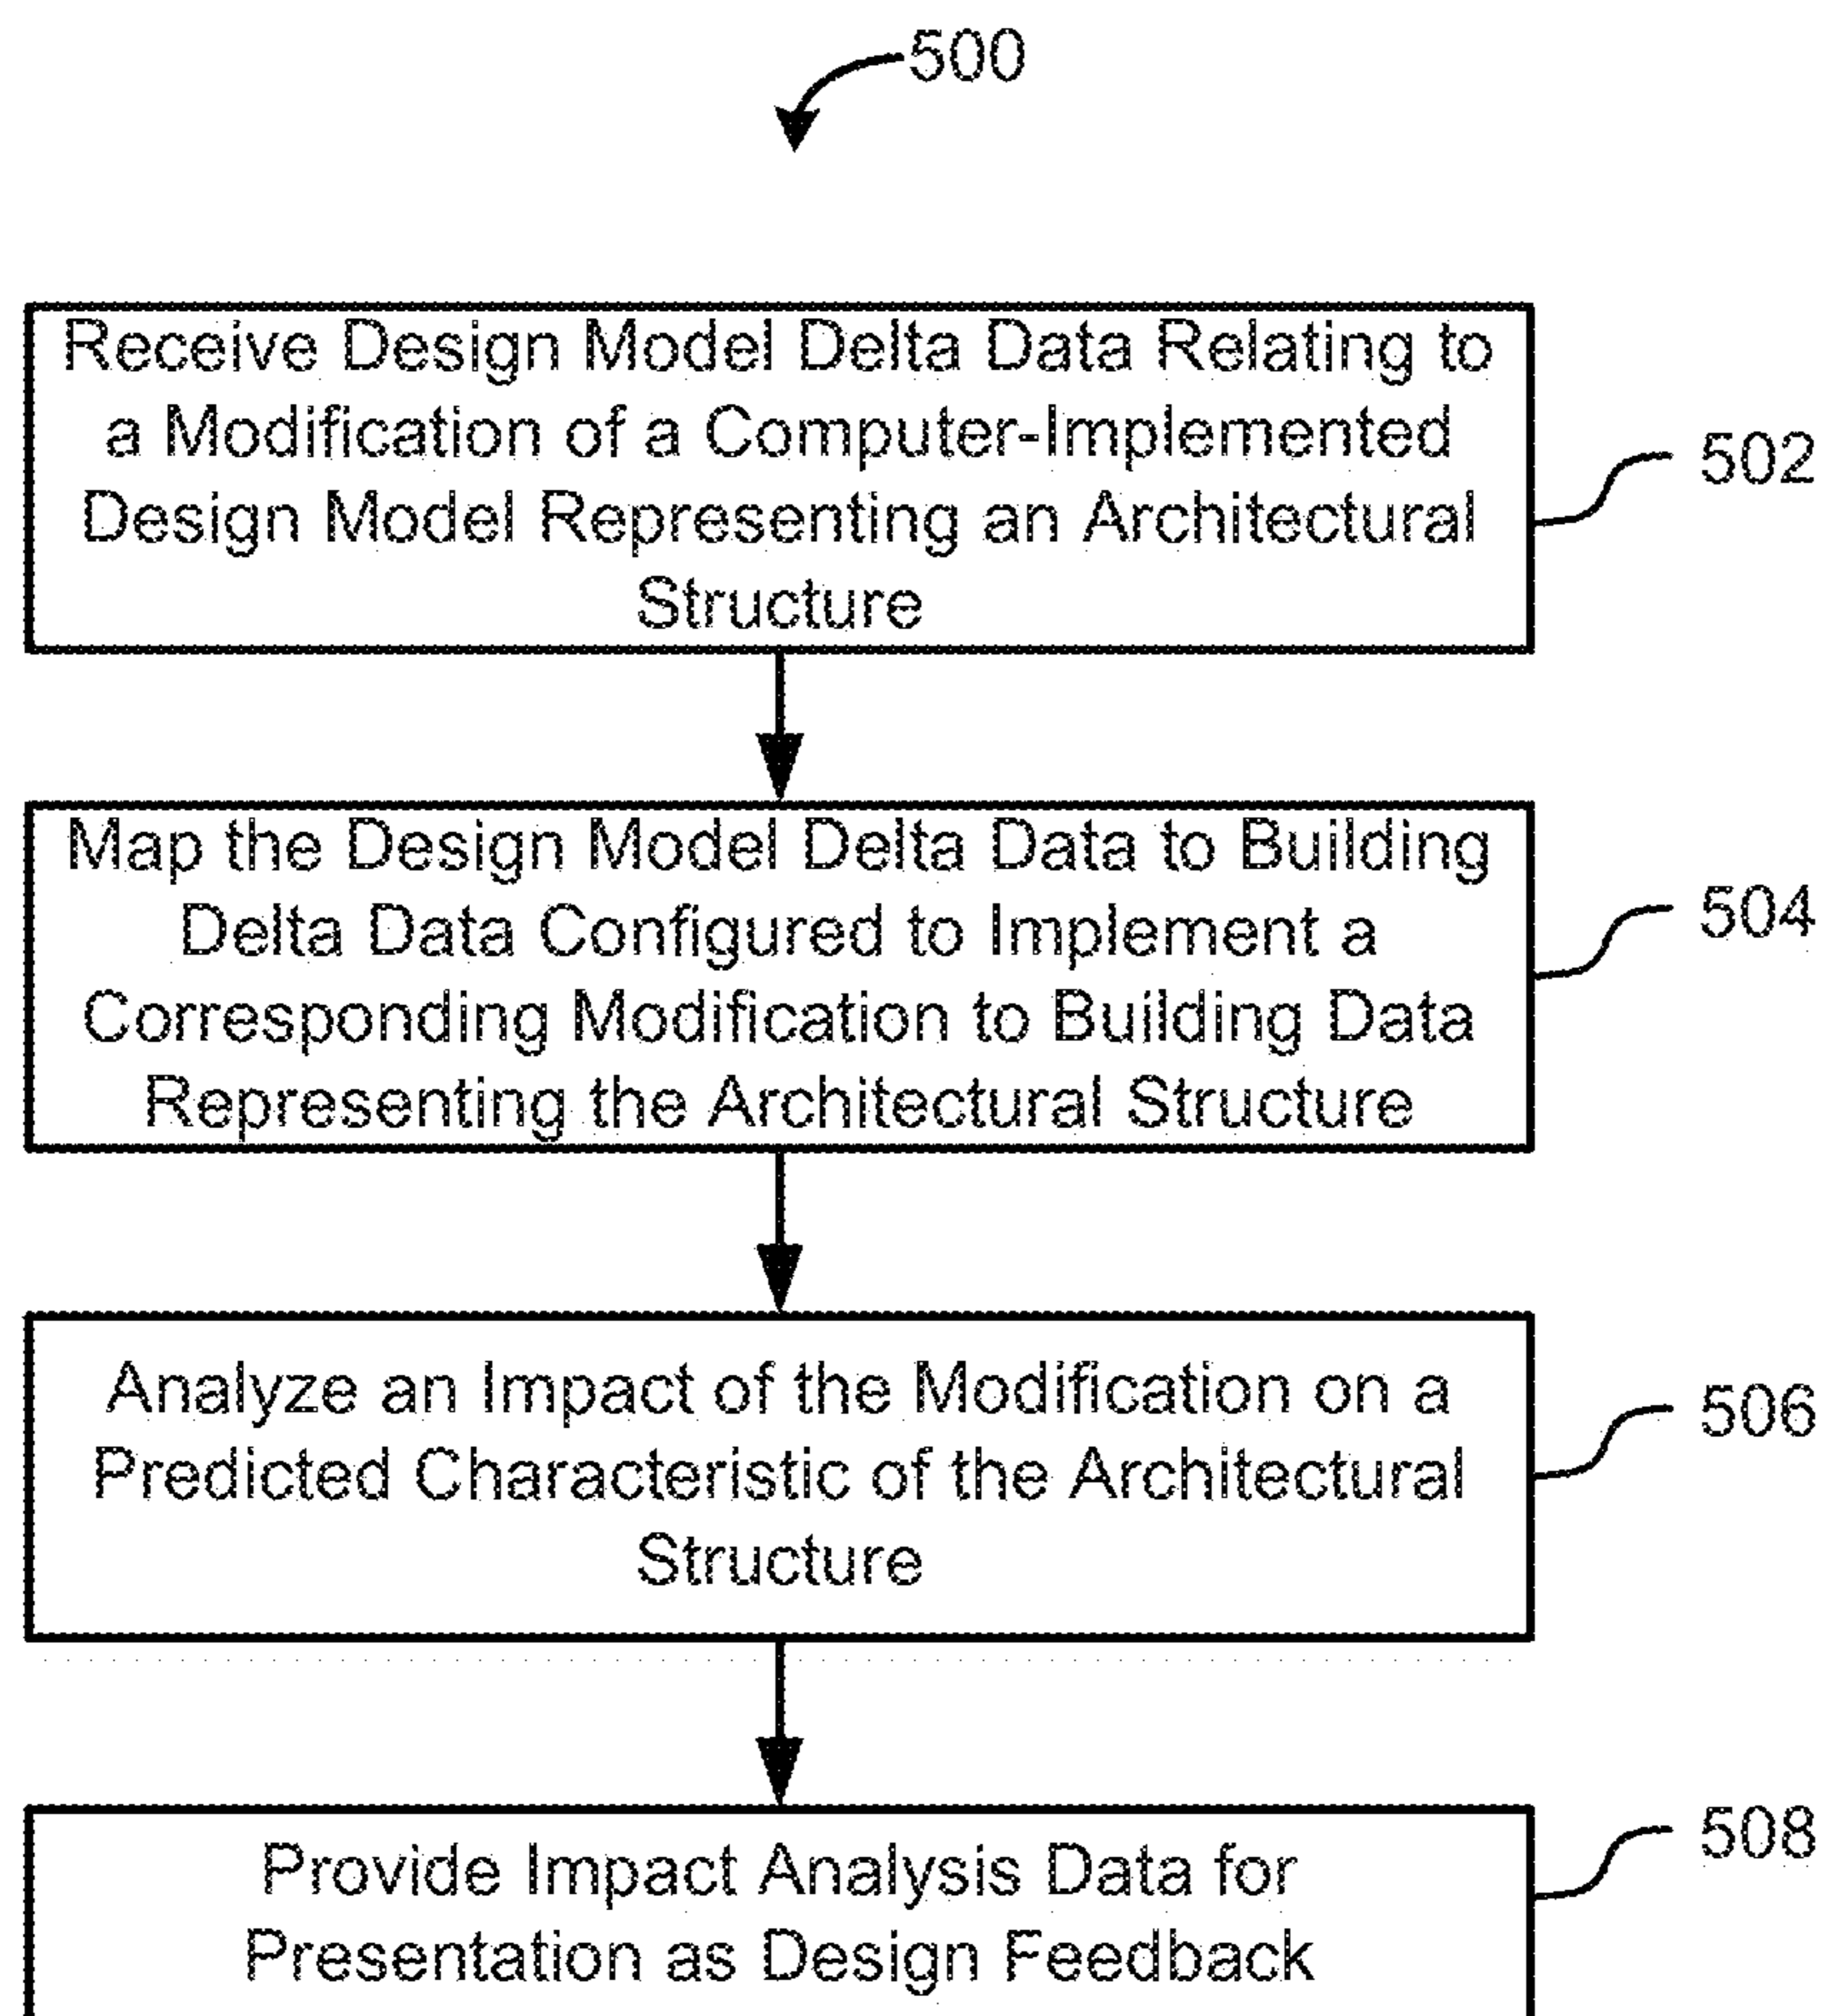 500
Receive Design Model Delta Data Relating to
a Modification of a Computer-Implemented
Design Model Representing an Architectural
Structure
502
Map the Design Model Delta Data to Building
Delta Data Configured to Implement a
Corresponding Modification to Building Data
Representing the Architectural Structure
504
Analyze an Impact of the Modification on a
Predicted Characteristic of the Architectural
Structure
506
Provide Impact Analysis Data for
Presentation as Design Feedback
508